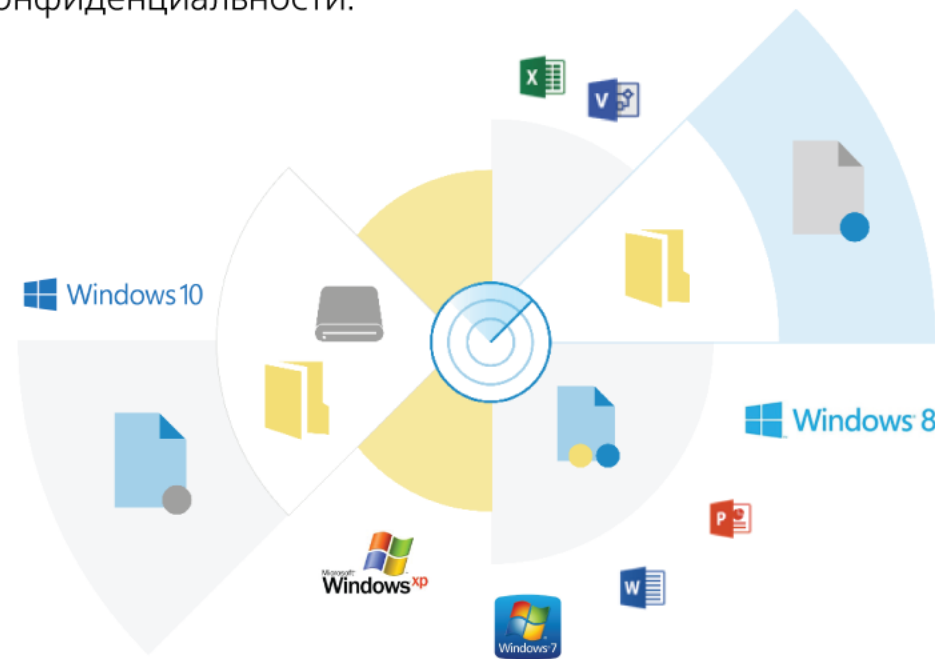 онфиденциальности.
X
V
Windows 10
Windows 8
P
Microsoft
Windows xp
W
Windows 7